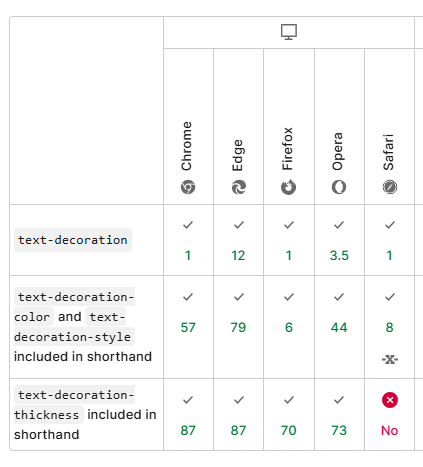 Chrome Edge Firefox Opera Safari
text-decoration
1 12 1 3.5 1
text-decoration-
color and text-
decoration-style
included in shorthand
57 79 6 44 8
-x-
text-decoration-
thickness included in
shorthand
87 87 70 73 No